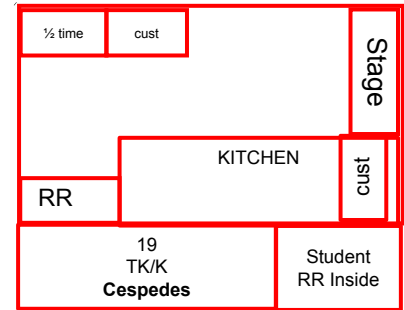 ½ time
cust
Stage
KITCHEN
cust
RR
19
TK/K
Cespedes
Student
RR Inside